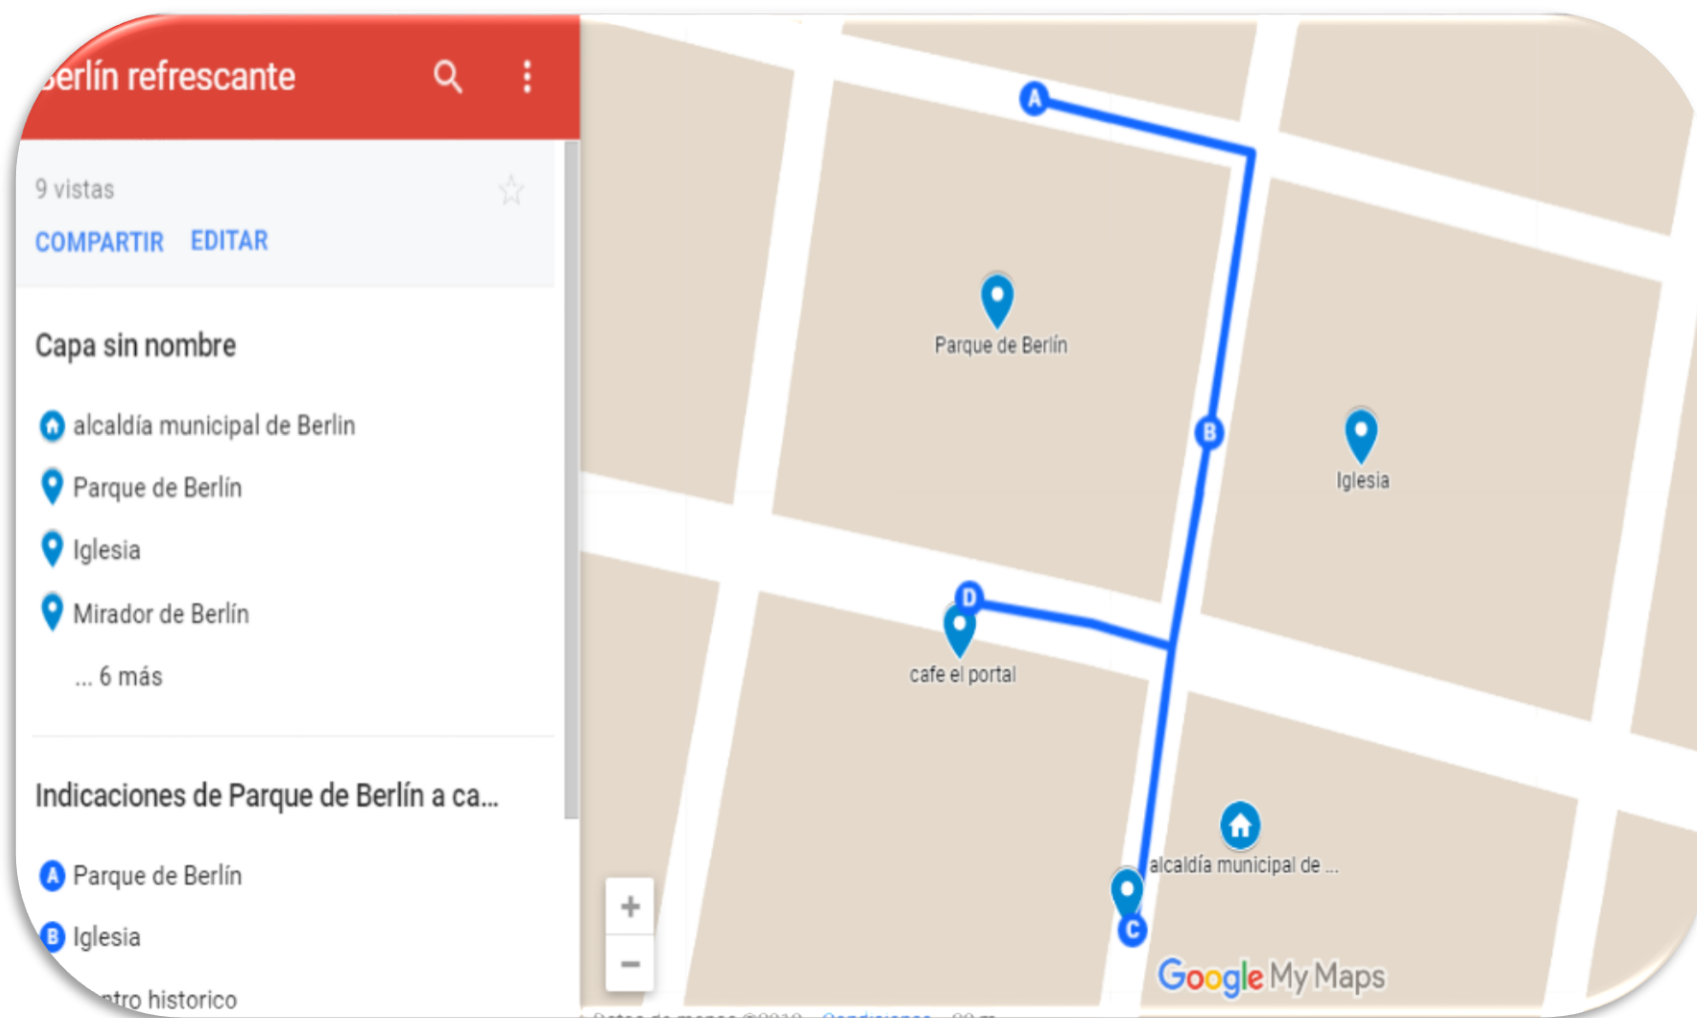 refrescante
9 vistas
COMPARTIR EDITAR
Capa sin nombre
alcaldía municipal de Berlin
Parque de Berlín
Iglesia
Mirador de Berlín
... 6 más
Indicaciones de Parque de Berlín a ca...
A Parque de Berlín
B Iglesia
historico
A
Parque de Berlín
B
Iglesia
D
cafe el portal
alcaldía municipal de ...
C
+
−
Google My Maps